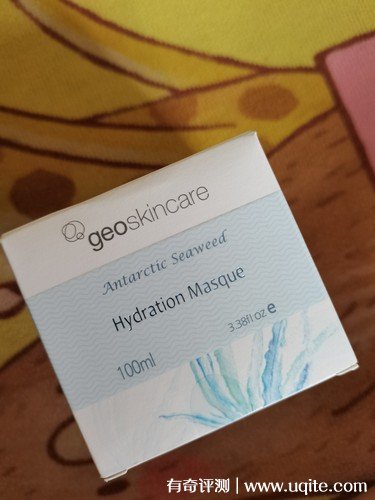 geoskincare
Antarctic Seaweed
Hydration Masque
100ml
3.38fl oz e
有奇评测 | www.uqite.com